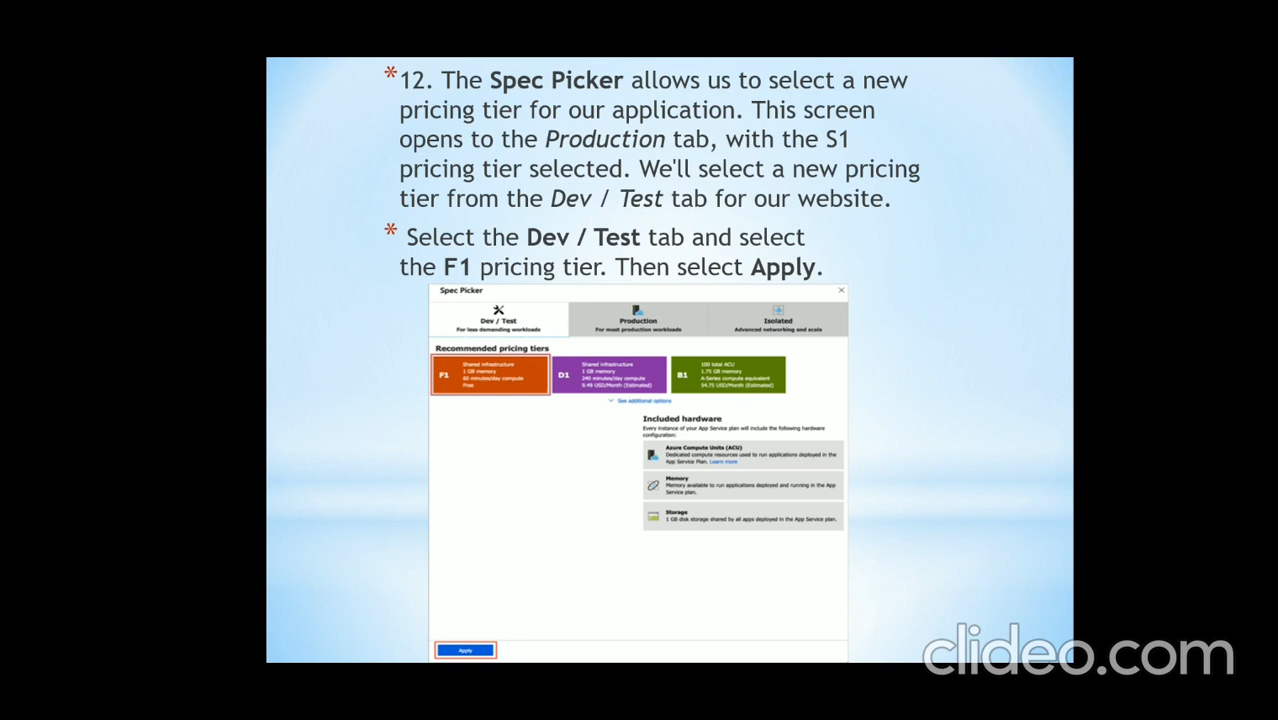 *12. The Spec Picker allows us to select a new
pricing tier for our application. This screen
opens to the Production tab, with the S1
pricing tier selected. We'll select a new pricing
tier from the Dev / Test tab for our website.
* Select the Dev / Test tab and select
the F1 pricing tier. Then select Apply.
Spec Picker
Dev / Test
For less demanding workloads
Production
For most production workloads
Isolated
Advanced networking and scale
Recommended pricing tiers
F1
Shared infrastructure
1 GB memory
60 minutes/day compute
Free
D1
Shared infrastructure
1 GB memory
240 minutes/day compute
9.49 USD/Month (Estimated)
B1
100 total ACU
1.75 GB memory
A-Series compute equivalent
54.75 USD/Month (Estimated)
See additional options
Included hardware
Every instance of your App Service plan will include the following hardware
configuration:
Azure Compute Units (ACU)
Dedicated compute resources used to run applications deployed in the
App Service Plan. Learn more
Memory
Memory available to run applications deployed and running in the App
Service plan.
Storage
1 GB disk storage shared by all apps deployed in the App Service plan.
Apply
clideo.com